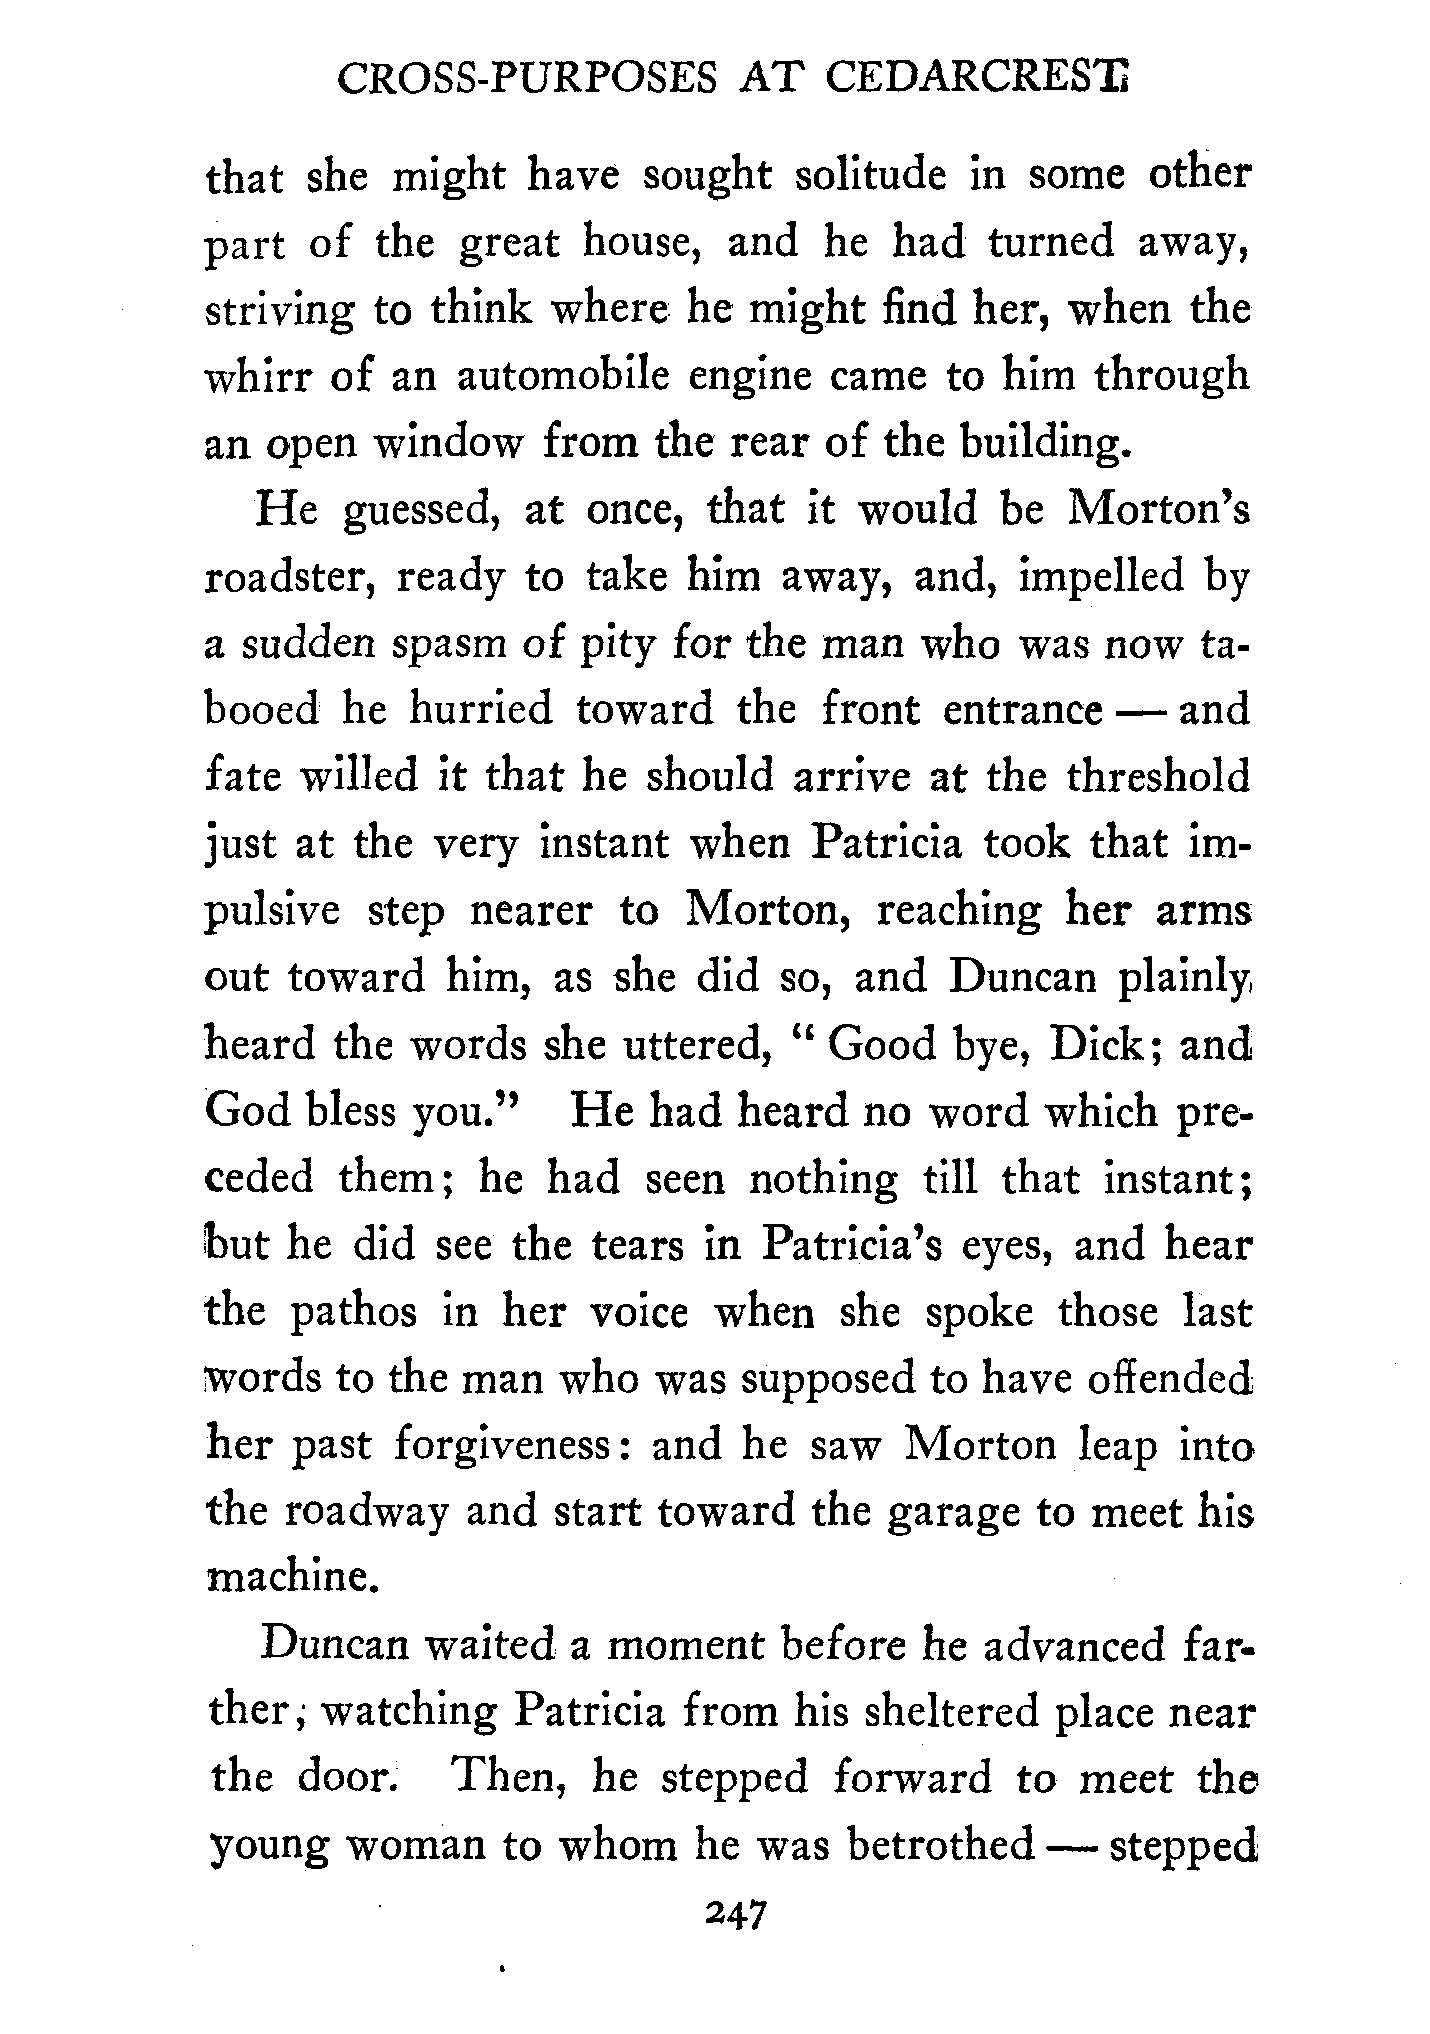 CROSS-PURPOSES AT CEDARCREST
that she might have sought solitude in some other
part of the great house, and he had turned away,
striving to think where he might find her, when the
whirr of an automobile engine came to him through
an open window from the rear of the building.
He guessed, at once, that it would be Morton's
roadster, ready to take him away, and, impelled by
a sudden spasm of pity for the man who was now ta-
booed he hurried toward the front entrance — and
fate willed it that he should arrive at the threshold
just at the very instant when Patricia took that im-
pulsive step nearer to Morton, reaching her arms
out toward him, as she did so, and Duncan plainly
heard the words she uttered, " Good bye, Dick; and
God bless you." He had heard no word which pre-
ceded them; he had seen nothing till that instant;
but he did see the tears in Patricia's eyes, and hear
the pathos in her voice when she spoke those last
words to the man who was supposed to have offended
her past forgiveness: and he saw Morton leap into
the roadway and start toward the garage to meet his
machine.
Duncan waited a moment before he advanced far-
ther; watching Patricia from his sheltered place near
the door. Then, he stepped forward to meet the
young woman to whom he was betrothed — stepped
247